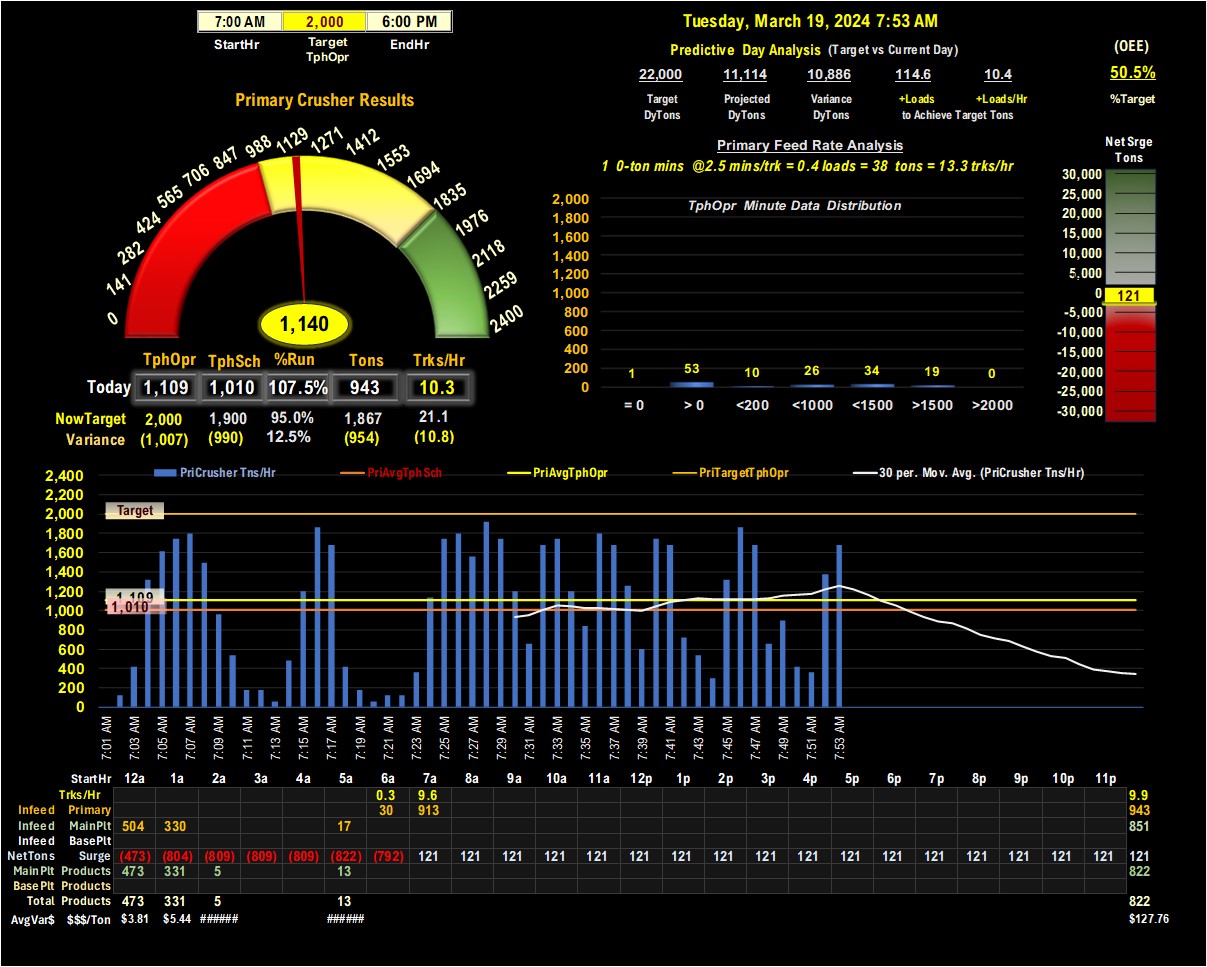 7:00 AM 2,000 6:00 PM
StartHr Target TphOpr EndHr
Tuesday, March 19, 2024 7:53 AM
Predictive Day Analysis (Target vs Current Day)
22,000 11,114 10,886 114.6 10.4
Target Projected Variance +Loads +Loads/Hr
DyTons DyTons DyTons to Achieve Target Tons
(OEE)
50.5%
%Target
Primary Crusher Results
0 141 282 424 565 706 847 988 1129 1271 1412 1553 1694 1835 1976 2118 2259 2400
1,140
TphOpr TphSch %Run Tons Trks/Hr
Today 1,109 1,010 107.5% 943 10.3
NowTarget 2,000 1,900 95.0% 1,867 21.1
Variance (1,007) (990) 12.5% (954) (10.8)
Primary Feed Rate Analysis
1 0-ton mins @2.5 mins/trk = 0.4 loads = 38 tons = 13.3 trks/hr
TphOpr Minute Data Distribution
2,000
1,800
1,600
1,400
1,200
1,000
800
600
400
200
0
1 53 10 26 34 19 0
= 0 > 0 <200 <1000 <1500 >1500 >2000
Net Srge
Tons
30,000
25,000
20,000
15,000
10,000
5,000
0
121
-5,000
-10,000
-15,000
-20,000
-25,000
-30,000
PriCrusher Tns/Hr PriAvgTphSch PriAvgTphOpr PriTargetTphOpr 30 per. Mov. Avg. (PriCrusher Tns/Hr)
2,400
2,200
2,000
1,800
1,600
1,400
1,200
1,000
800
600
400
200
0
Target
1,109
1,010
7:01 AM 7:03 AM 7:05 AM 7:07 AM 7:09 AM 7:11 AM 7:13 AM 7:15 AM 7:17 AM 7:19 AM 7:21 AM 7:23 AM 7:25 AM 7:27 AM 7:29 AM 7:31 AM 7:33 AM 7:35 AM 7:37 AM 7:39 AM 7:41 AM 7:43 AM 7:45 AM 7:47 AM 7:49 AM 7:51 AM 7:53 AM
StartHr 12a 1a 2a 3a 4a 5a 6a 7a 8a 9a 10a 11a 12p 1p 2p 3p 4p 5p 6p 7p 8p 9p 10p 11p
Trks/Hr 0.3 9.6 9.9
Infeed Primary 30 913 943
Infeed MainPlt 504 330 17 851
Infeed BasePlt
NetTons Surge (473) (804) (809) (809) (809) (822) (792) 121 121 121 121 121 121 121 121 121 121 121 121 121 121 121 121 121 121
MainPlt Products 473 331 5 13 822
BasePlt Products
Total Products 473 331 5 13 822
AvgVar$ $$$/Ton $3.81 $5.44 ###### ###### $127.76